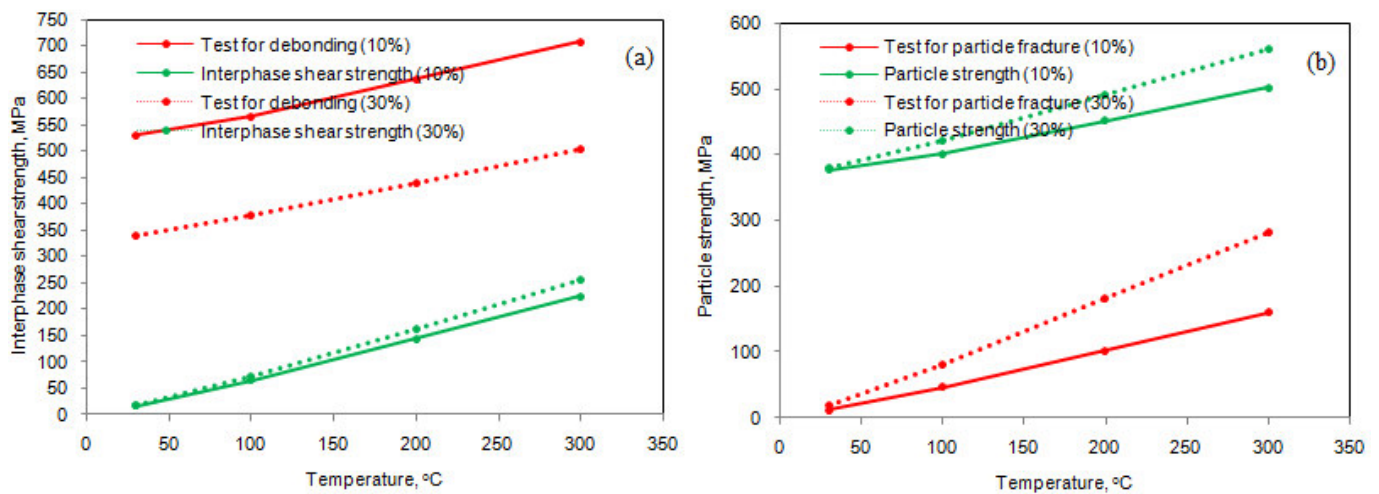 750
700
650
600
550
500
450
400
350
300
250
200
150
100
50
0
Interphase shear strength, MPa
Test for debonding (10%)
Interphase shear strength (10%)
Test for debonding (30%)
Interphase shear strength (30%)
(a)
0 50 100 150 200 250 300 350
Temperature, °C
600
500
400
300
200
100
0
Particle strength, MPa
Test for particle fracture (10%)
Particle strength (10%)
Test for particle fracture (30%)
Particle strength (30%)
(b)
0 50 100 150 200 250 300 350
Temperature, °C